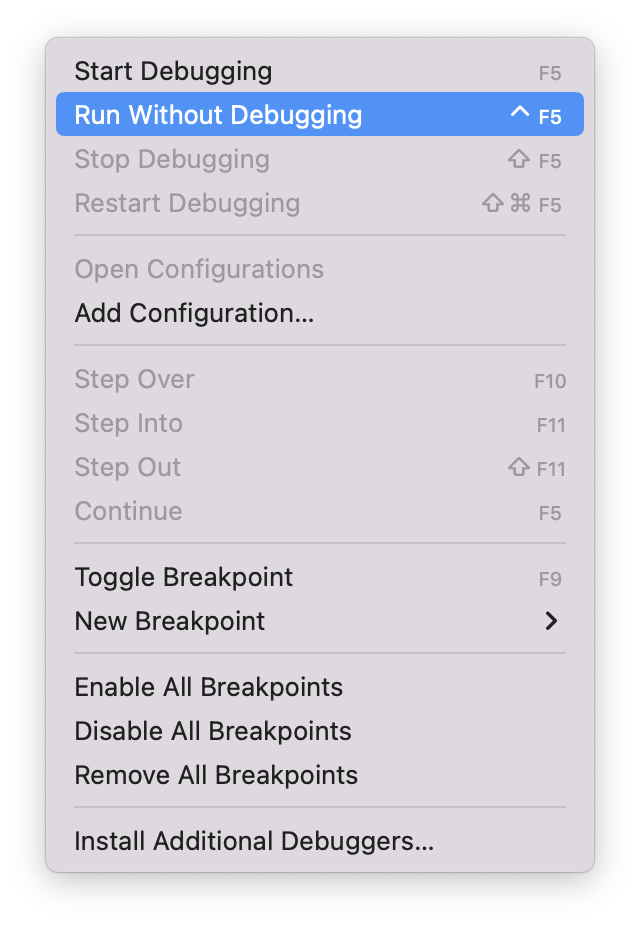 Start Debugging F5
Run Without Debugging ^ F5
Stop Debugging ⇧ F5
Restart Debugging ⇧ ⌘ F5
Open Configurations
Add Configuration...
Step Over F10
Step Into F11
Step Out ⇧ F11
Continue F5
Toggle Breakpoint F9
New Breakpoint
Enable All Breakpoints
Disable All Breakpoints
Remove All Breakpoints
Install Additional Debuggers...